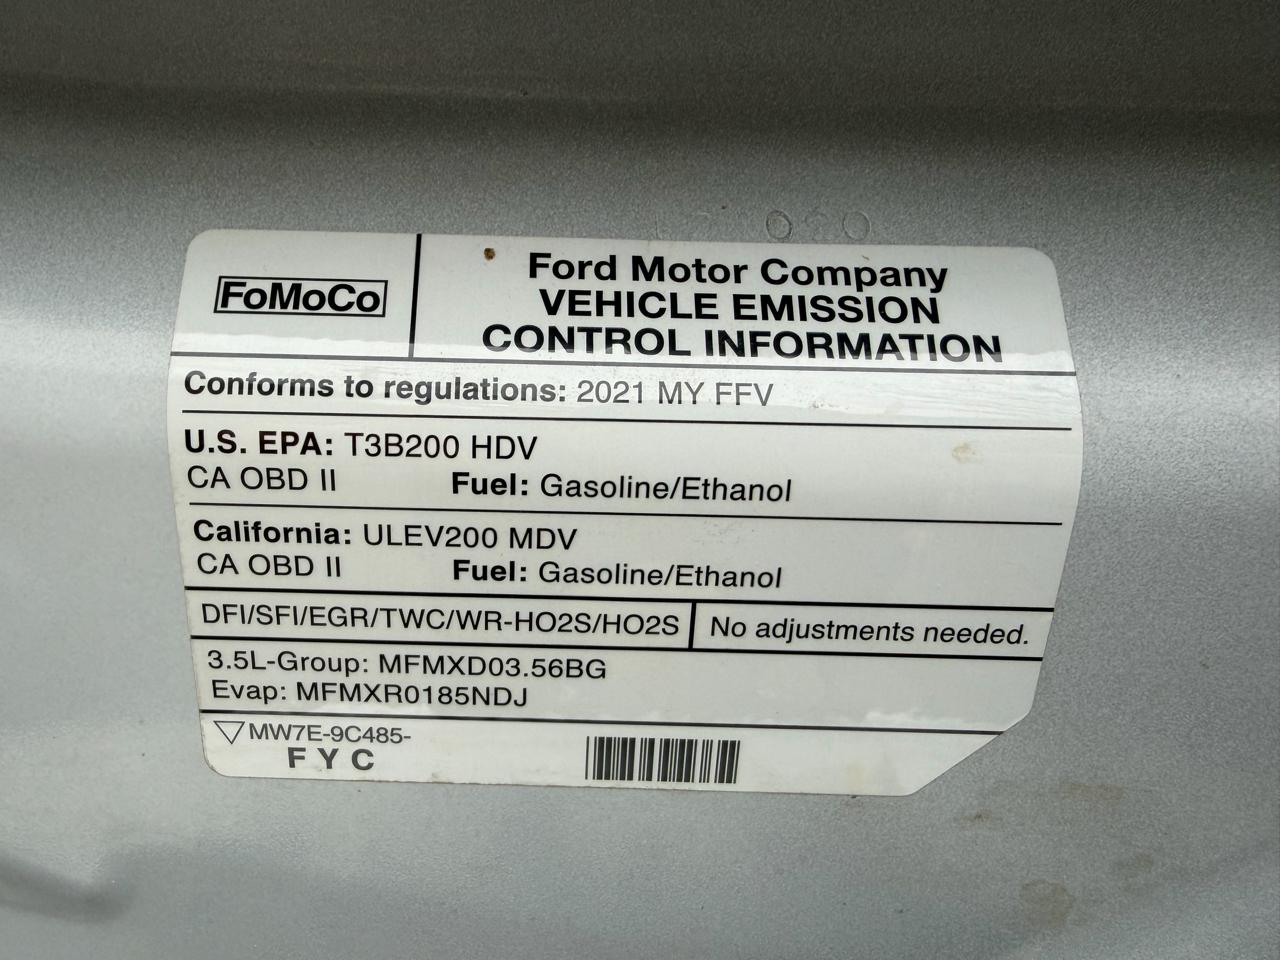 FoMoCo
Ford Motor Company
VEHICLE EMISSION
CONTROL INFORMATION
Conforms to regulations: 2021 MY FFV
U.S. EPA: T3B200 HDV
CA OBD II Fuel: Gasoline/Ethanol
California: ULEV200 MDV
CA OBD II Fuel: Gasoline/Ethanol
DFI/SFI/EGR/TWC/WR-HO2S/HO2S No adjustments needed.
3.5L-Group: MFMXD03.56BG
Evap: MFMXR0185NDJ
MW7E-9C485-
F Y C